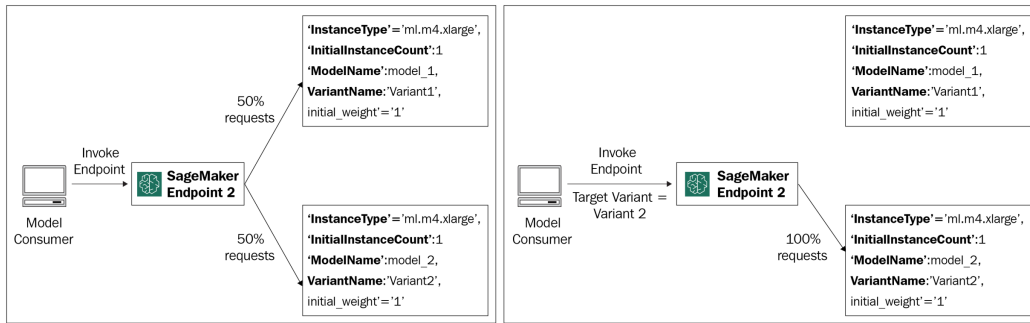 'InstanceType'='ml.m4.xlarge',
'InitialInstanceCount':1
'ModelName':model_1,
VariantName:'Variant1',
initial_weight'='1'
50%
requests
Invoke
Endpoint
SageMaker
Endpoint 2
Model
Consumer
50%
requests
'InstanceType'='ml.m4.xlarge',
'InitialInstanceCount':1
'ModelName':model_2,
VariantName:'Variant2',
initial_weight'='1'
'InstanceType'='ml.m4.xlarge',
'InitialInstanceCount':1
'ModelName':model_1,
VariantName:'Variant1',
initial_weight'='1'
Invoke
Endpoint
Target Variant =
Variant 2
SageMaker
Endpoint 2
Model
Consumer
100%
requests
'InstanceType'='ml.m4.xlarge',
'InitialInstanceCount':1
'ModelName':model_2,
VariantName:'Variant2',
initial_weight'='1'